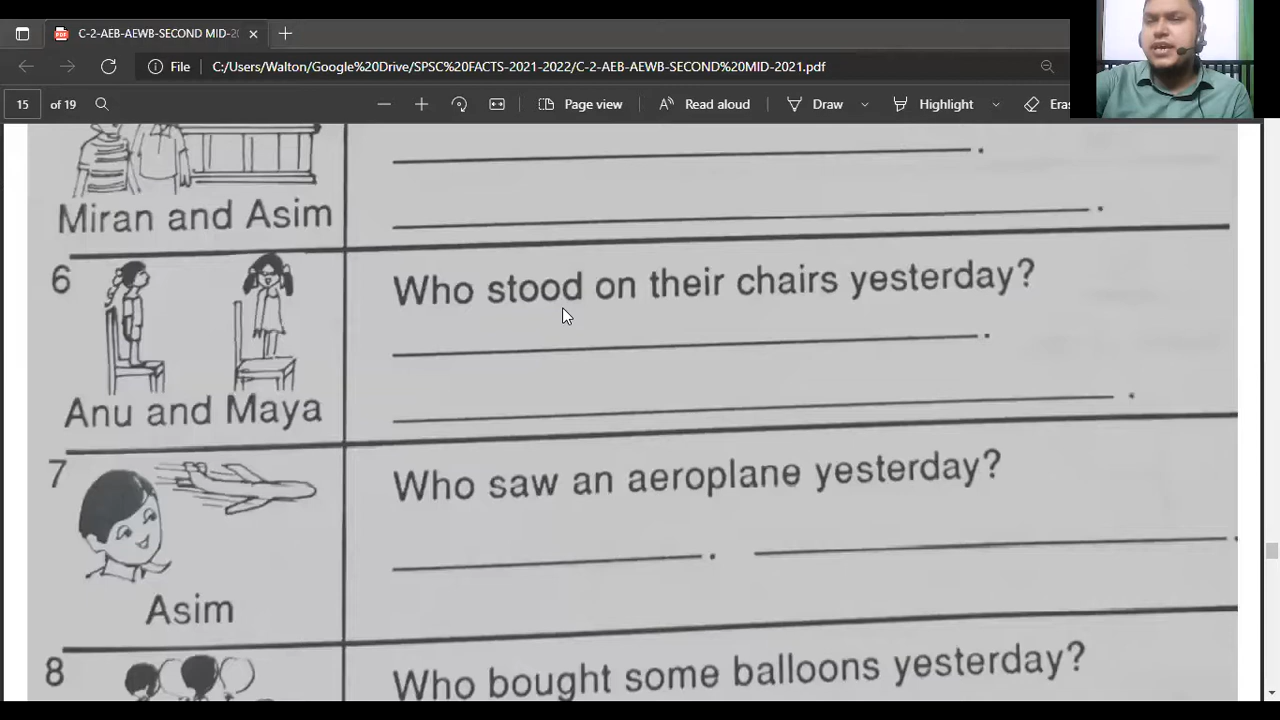 C-2-AEB-AEWB-SECOND MID-2
File
C:/Users/Walton/Google%20Drive/SPSC%20FACTS-2021-2022/C-2-AEB-AEWB-SECOND%20MID-2021.pdf
15 of 19
Page view
Read aloud
Draw
Highlight
Miran and Asim
6
Who stood on their chairs yesterday?
Anu and Maya
7
Who saw an aeroplane yesterday?
Asim
8
Who bought some balloons yesterday?